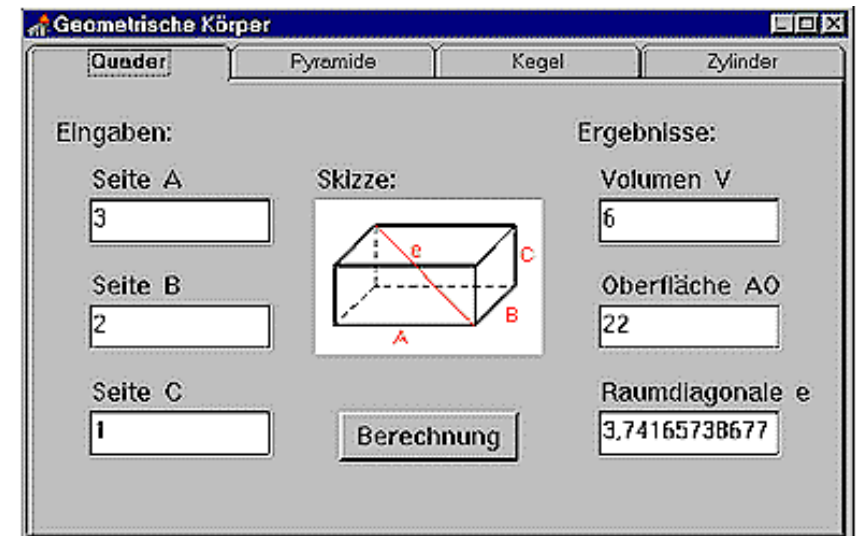 Geometrische Körper
Quader Pyramide Kegel Zylinder
Eingaben: Ergebnisse:
Seite A Skizze: Volumen V
3 6
e C
Seite B Oberfläche AO
2 B 22
A
Seite C Raumdiagonale e
1 Berechnung 3,74165738677